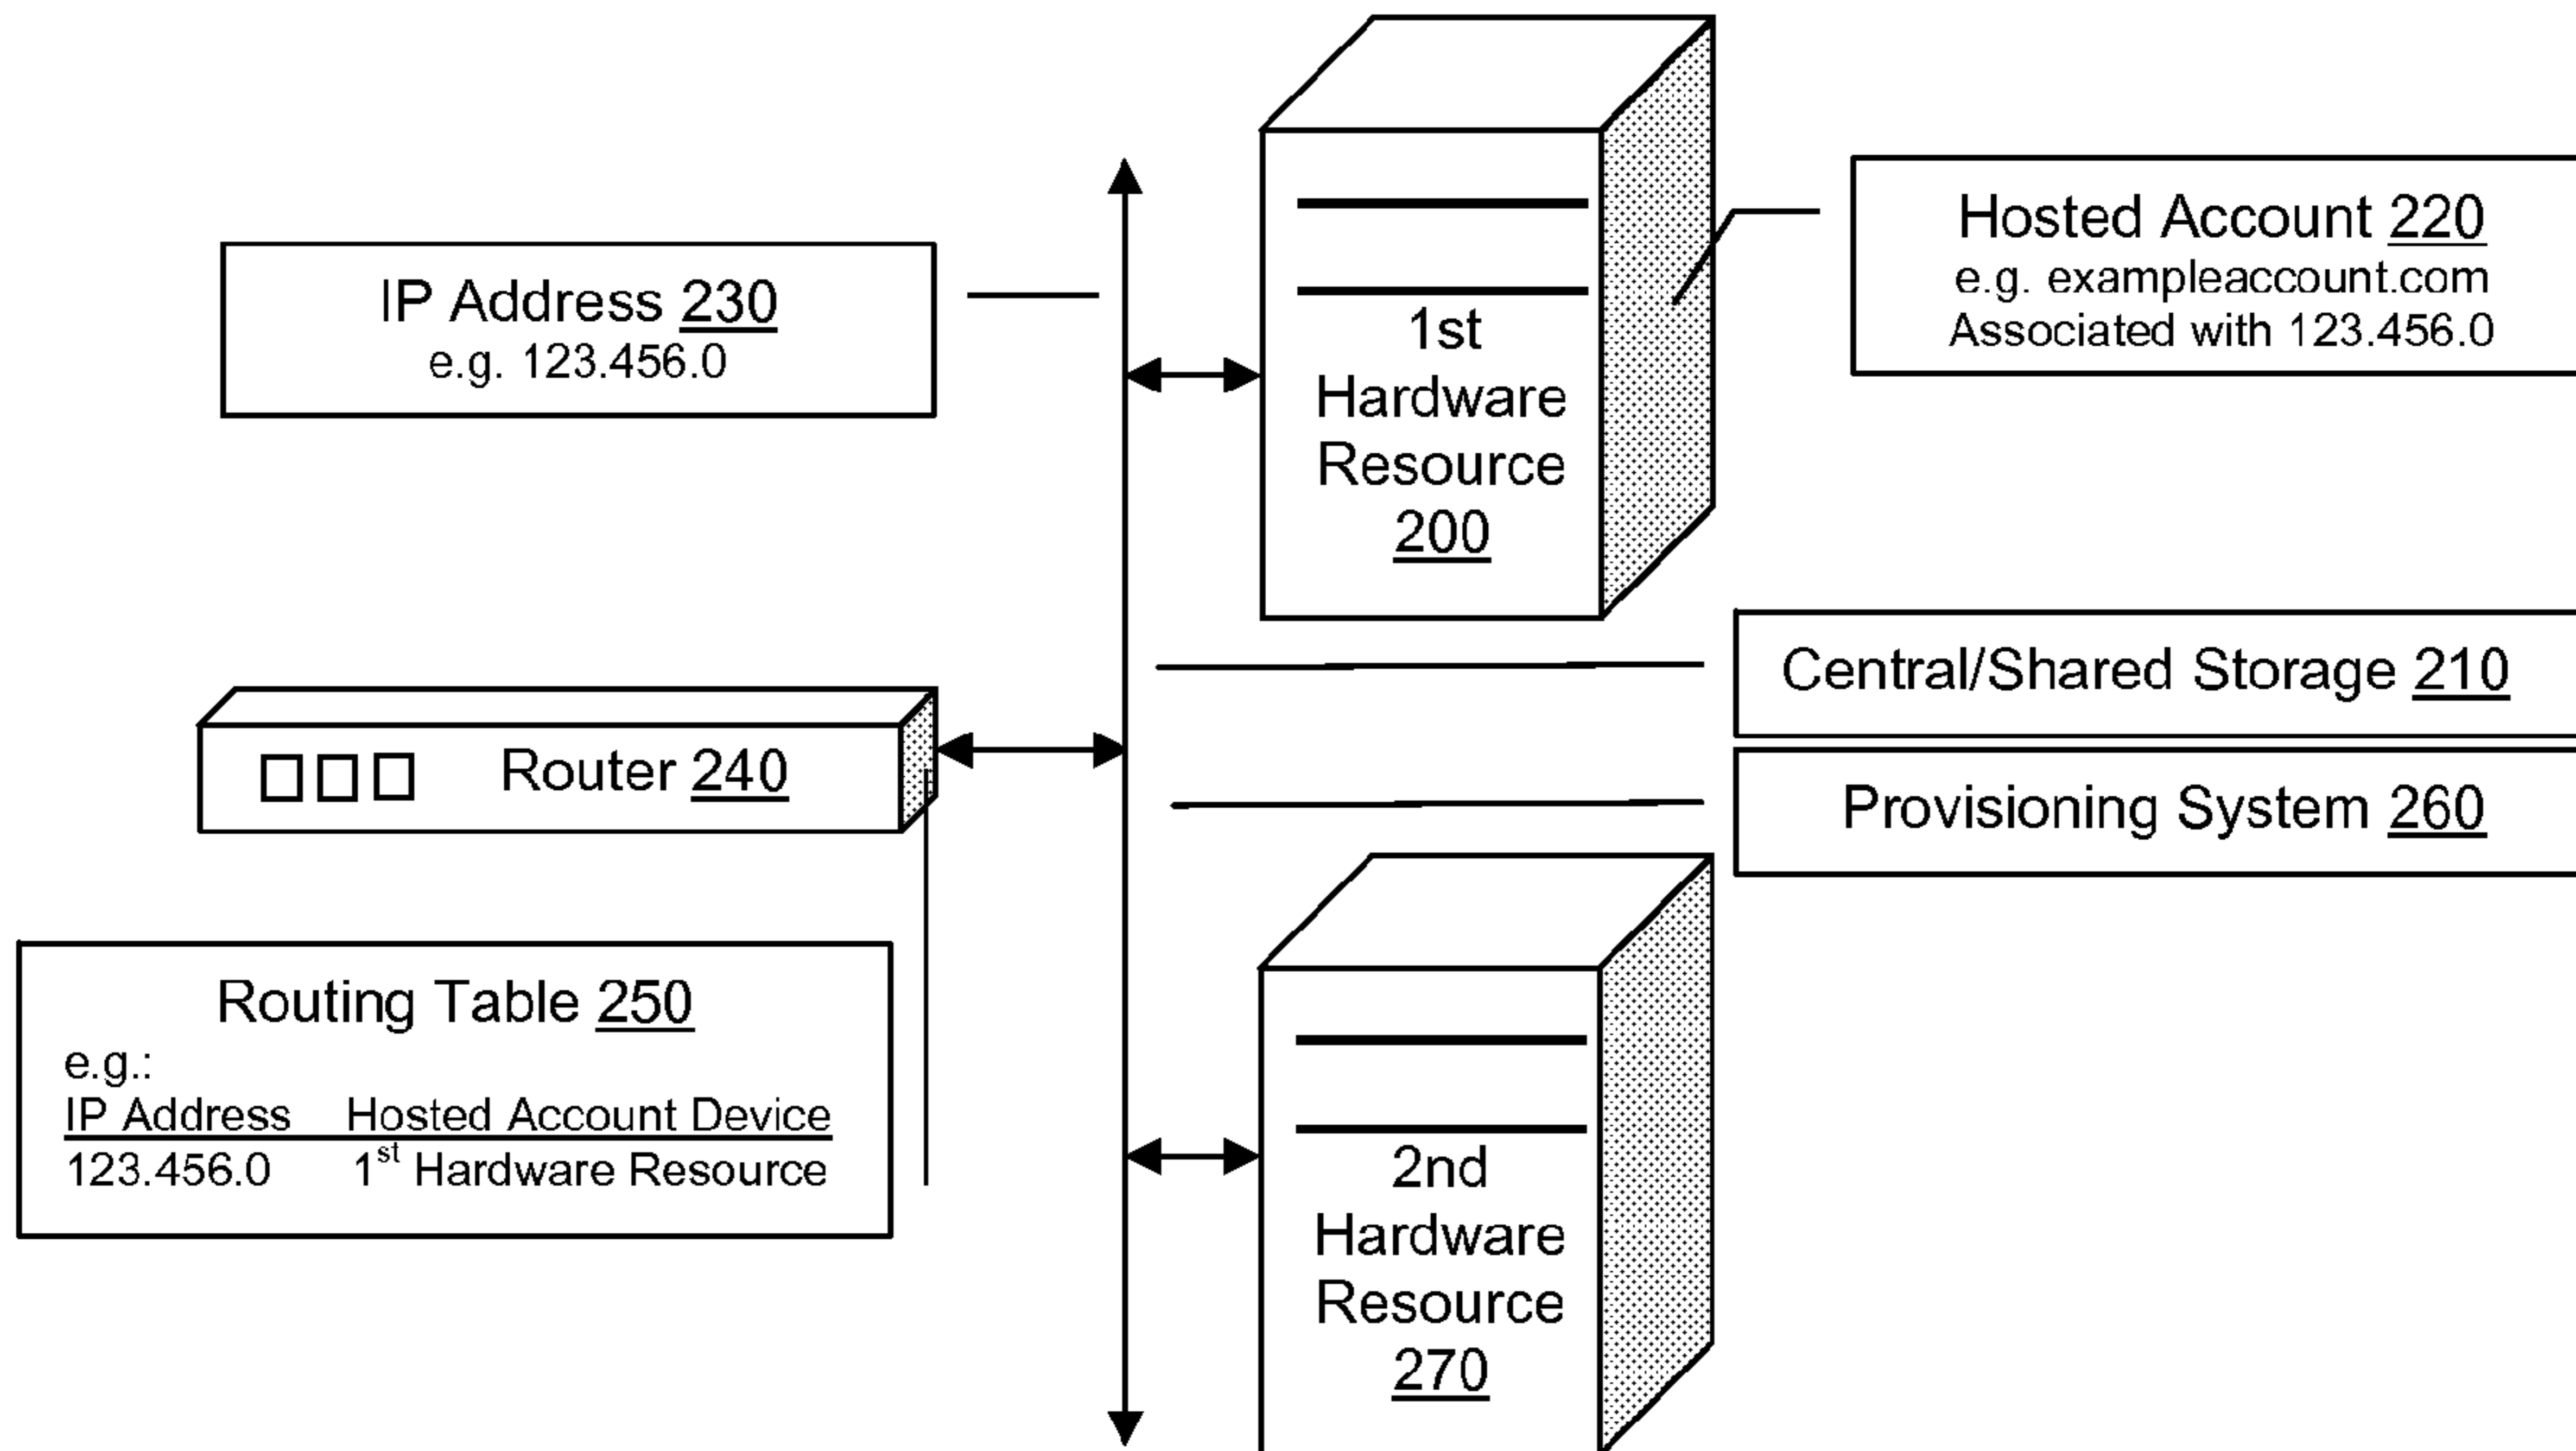 IP Address 230
e.g. 123.456.0
1st
Hardware
Resource
200
Hosted Account 220
e.g. exampleaccount.com
Associated with 123.456.0
Central/Shared Storage 210
Router 240
Provisioning System 260
Routing Table 250
e.g.:
IP Address Hosted Account Device
123.456.0 1st Hardware Resource
2nd
Hardware
Resource
270